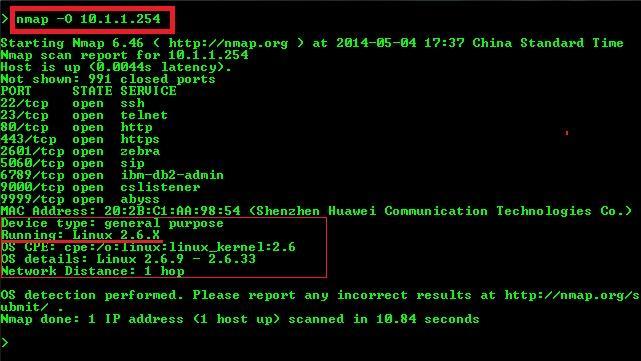 > nmap -O 10.1.1.254
Starting Nmap 6.46 ( http://nmap.org ) at 2014-05-04 17:37 China Standard Time
Nmap scan report for 10.1.1.254
Host is up (0.0044s latency).
Not shown: 991 closed ports
PORT STATE SERVICE
22/tcp open ssh
23/tcp open telnet
80/tcp open http
443/tcp open https
2601/tcp open zebra
5060/tcp open sip
6789/tcp open ibm-db2-admin
9000/tcp open cslistener
9999/tcp open abyss
MAC Address: 20:2B:C1:AA:98:54 (Shenzhen Huawei Communication Technologies Co.)
Device type: general purpose
Running: Linux 2.6.X
OS CPE: cpe:/o:linux:linux_kernel:2.6
OS details: Linux 2.6.9 - 2.6.33
Network Distance: 1 hop
OS detection performed. Please report any incorrect results at http://nmap.org/s
ubmit/ .
Nmap done: 1 IP address (1 host up) scanned in 10.84 seconds
>